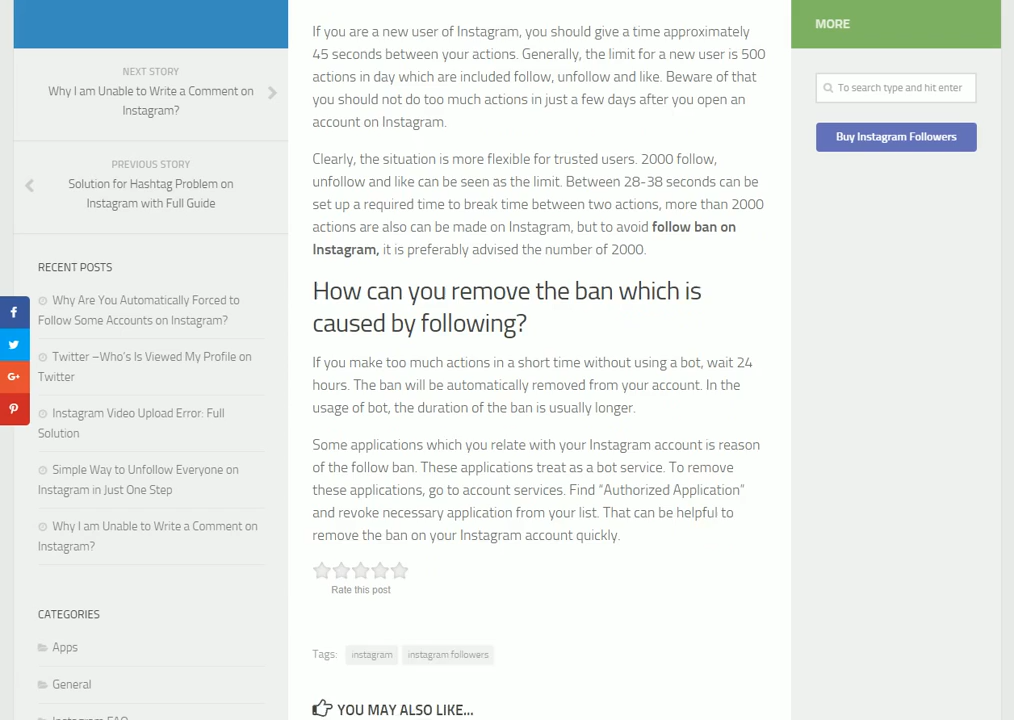 NEXT STORY
Why I am Unable to Write a Comment on
Instagram?
PREVIOUS STORY
Solution for Hashtag Problem on
Instagram with Full Guide
RECENT POSTS
Why Are You Automatically Forced to
Follow Some Accounts on Instagram?
Twitter –Who's Is Viewed My Profile on
Twitter
Instagram Video Upload Error: Full
Solution
Simple Way to Unfollow Everyone on
Instagram in Just One Step
Why I am Unable to Write a Comment on
Instagram?
CATEGORIES
Apps
General
Instagram FAQ
If you are a new user of Instagram, you should give a time approximately
45 seconds between your actions. Generally, the limit for a new user is 500
actions in day which are included follow, unfollow and like. Beware of that
you should not do too much actions in just a few days after you open an
account on Instagram.
Clearly, the situation is more flexible for trusted users. 2000 follow,
unfollow and like can be seen as the limit. Between 28-38 seconds can be
set up a required time to break time between two actions, more than 2000
actions are also can be made on Instagram, but to avoid follow ban on
Instagram, it is preferably advised the number of 2000.
How can you remove the ban which is
caused by following?
If you make too much actions in a short time without using a bot, wait 24
hours. The ban will be automatically removed from your account. In the
usage of bot, the duration of the ban is usually longer.
Some applications which you relate with your Instagram account is reason
of the follow ban. These applications treat as a bot service. To remove
these applications, go to account services. Find “Authorized Application”
and revoke necessary application from your list. That can be helpful to
remove the ban on your Instagram account quickly.
Rate this post
Tags: instagram instagram followers
YOU MAY ALSO LIKE...
MORE
To search type and hit enter
Buy Instagram Followers